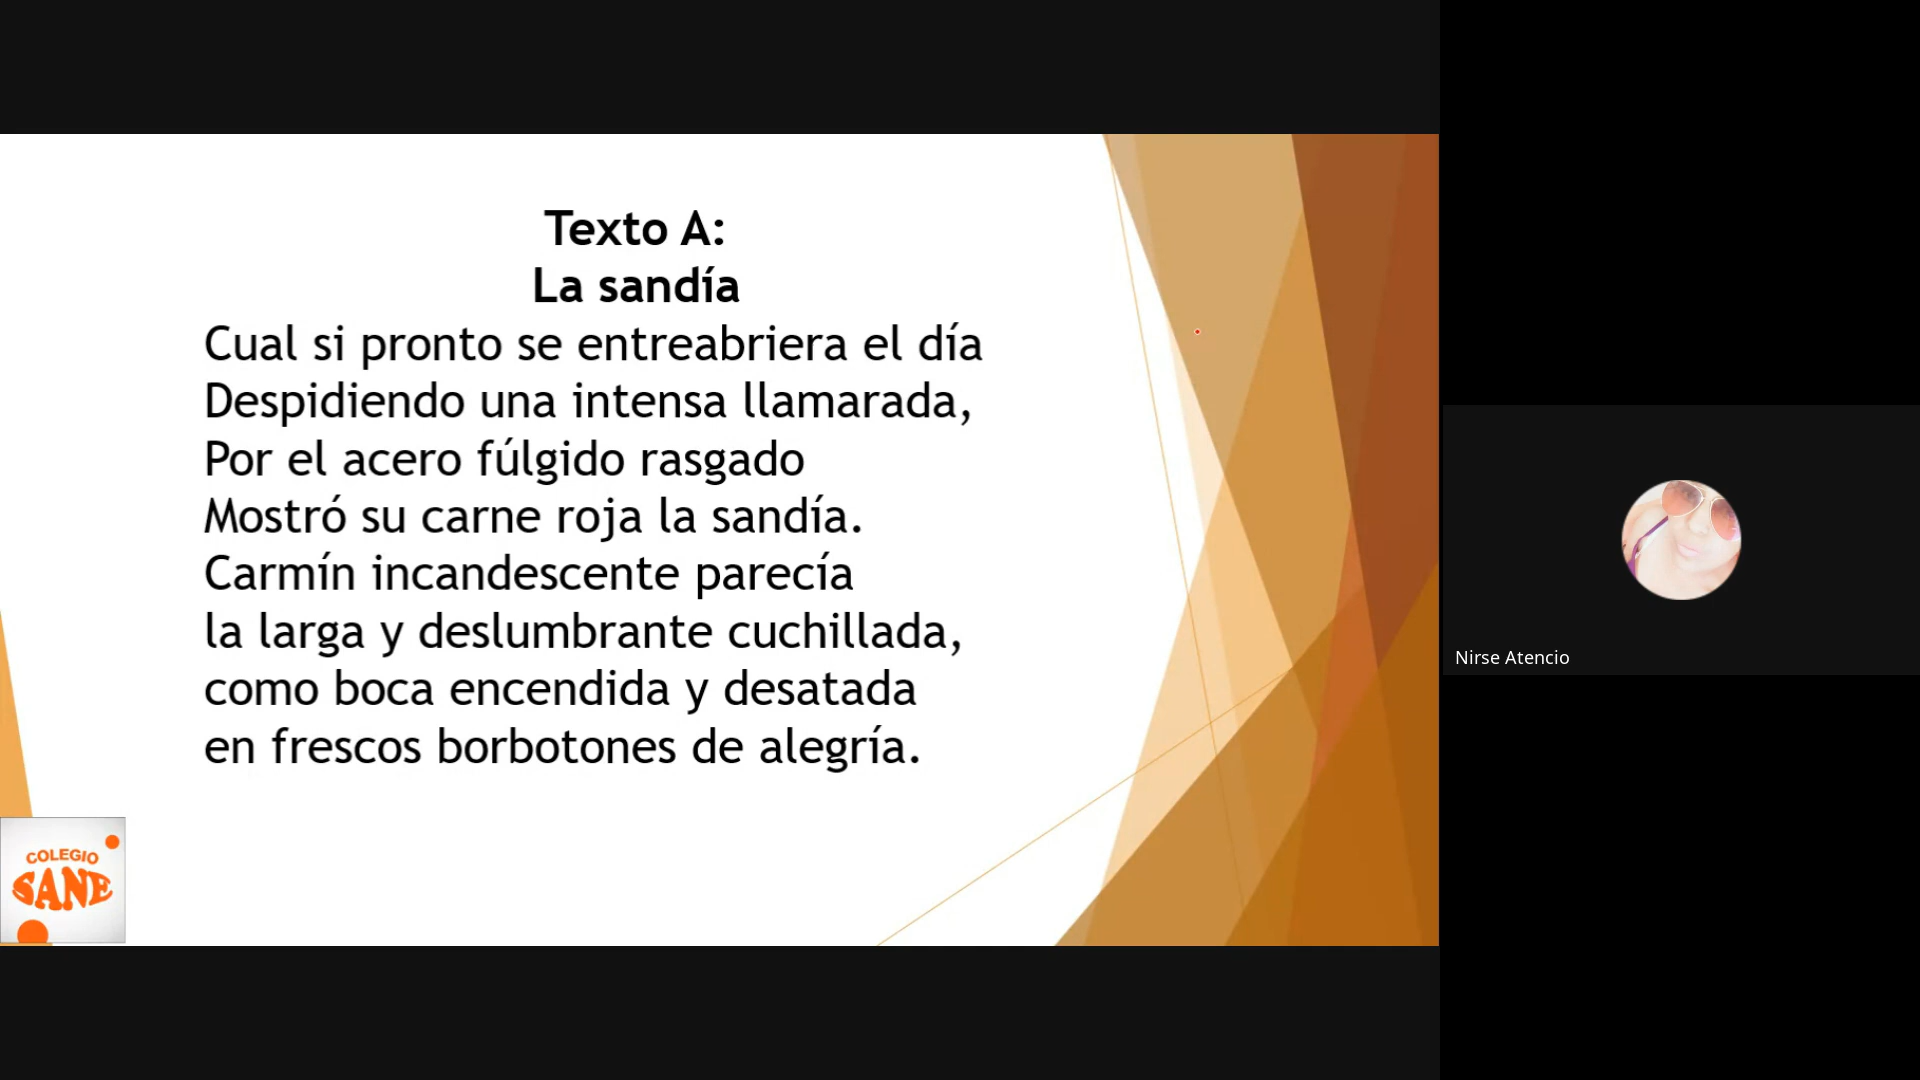 Texto A:
La sandía
Cual si pronto se entreabriera el día
Despidiendo una intensa llamarada,
Por el acero fúlgido rasgado
Mostró su carne roja la sandía.
Carmín incandescente parecía
la larga y deslumbrante cuchillada,
como boca encendida y desatada
en frescos borbotones de alegría.
COLEGIO
SANE
Nirse Atencio